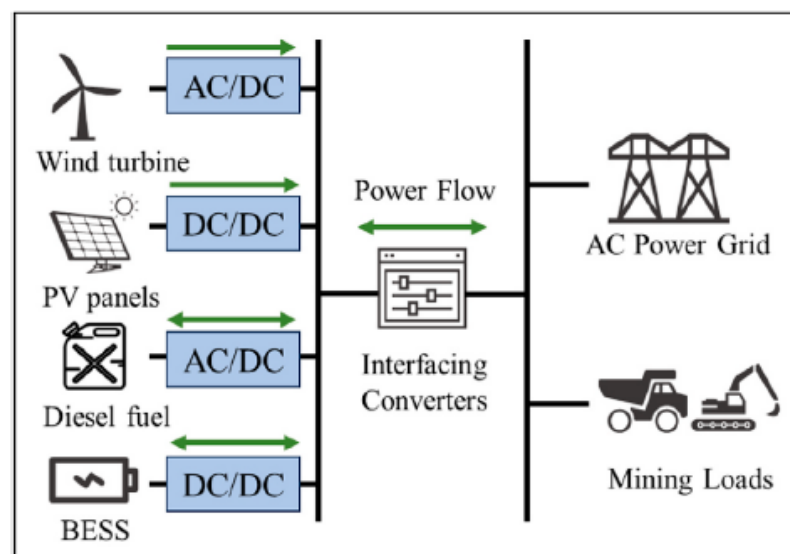 AC/DC
Wind turbine
DC/DC
PV panels
AC/DC
Diesel fuel
DC/DC
BESS
Power Flow
Interfacing
Converters
AC Power Grid
Mining Loads